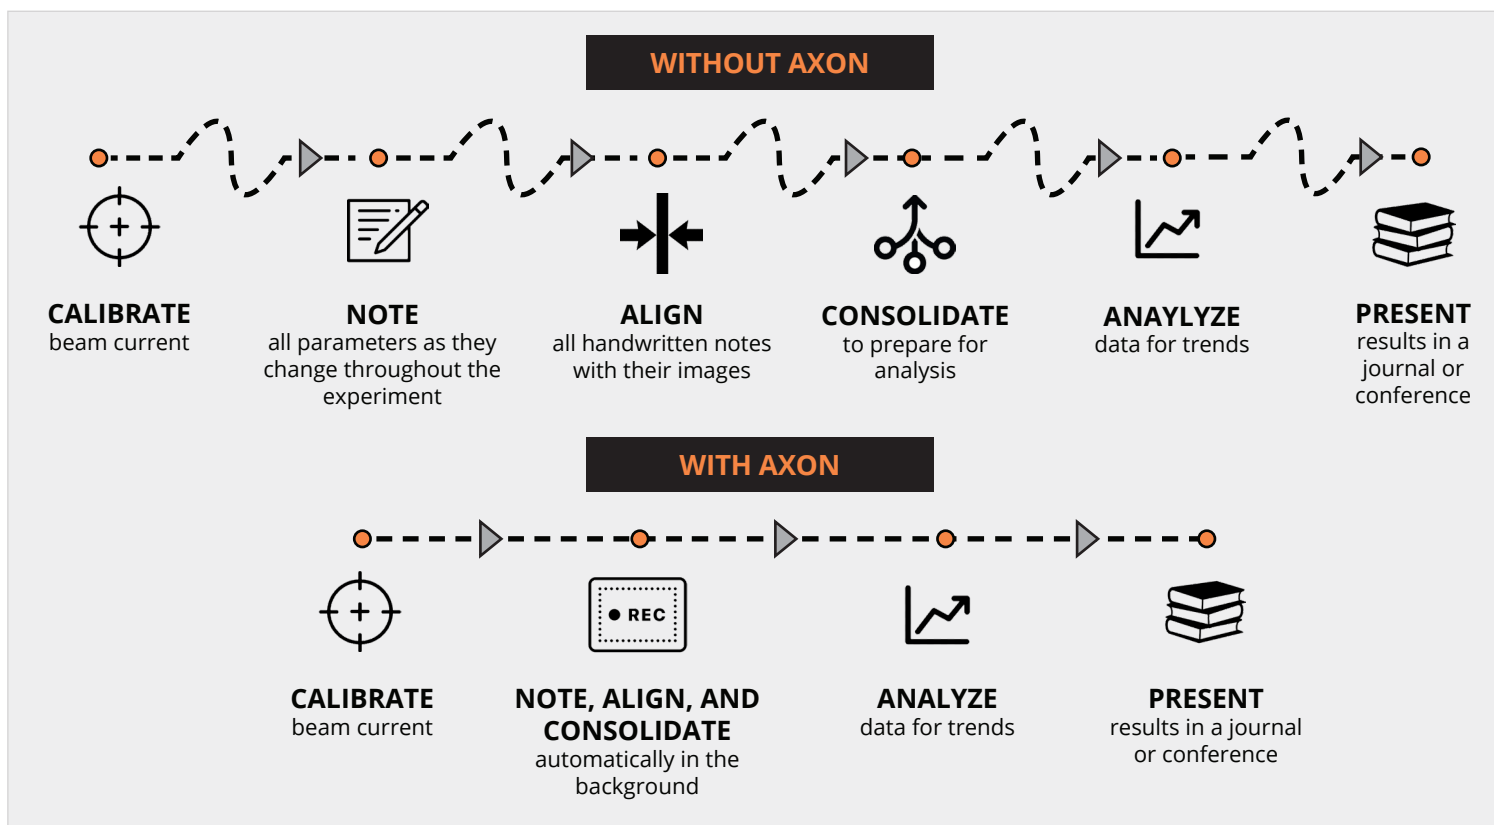 WITHOUT AXON
CALIBRATE
beam current
NOTE
all parameters as they
change throughout the
experiment
ALIGN
all handwritten notes
with their images
CONSOLIDATE
to prepare for
analysis
ANAYLYZE
data for trends
PRESENT
results in a
journal or
conference
WITH AXON
REC
CALIBRATE
beam current
NOTE, ALIGN, AND
CONSOLIDATE
automatically in the
background
ANALYZE
data for trends
PRESENT
results in a journal
or conference